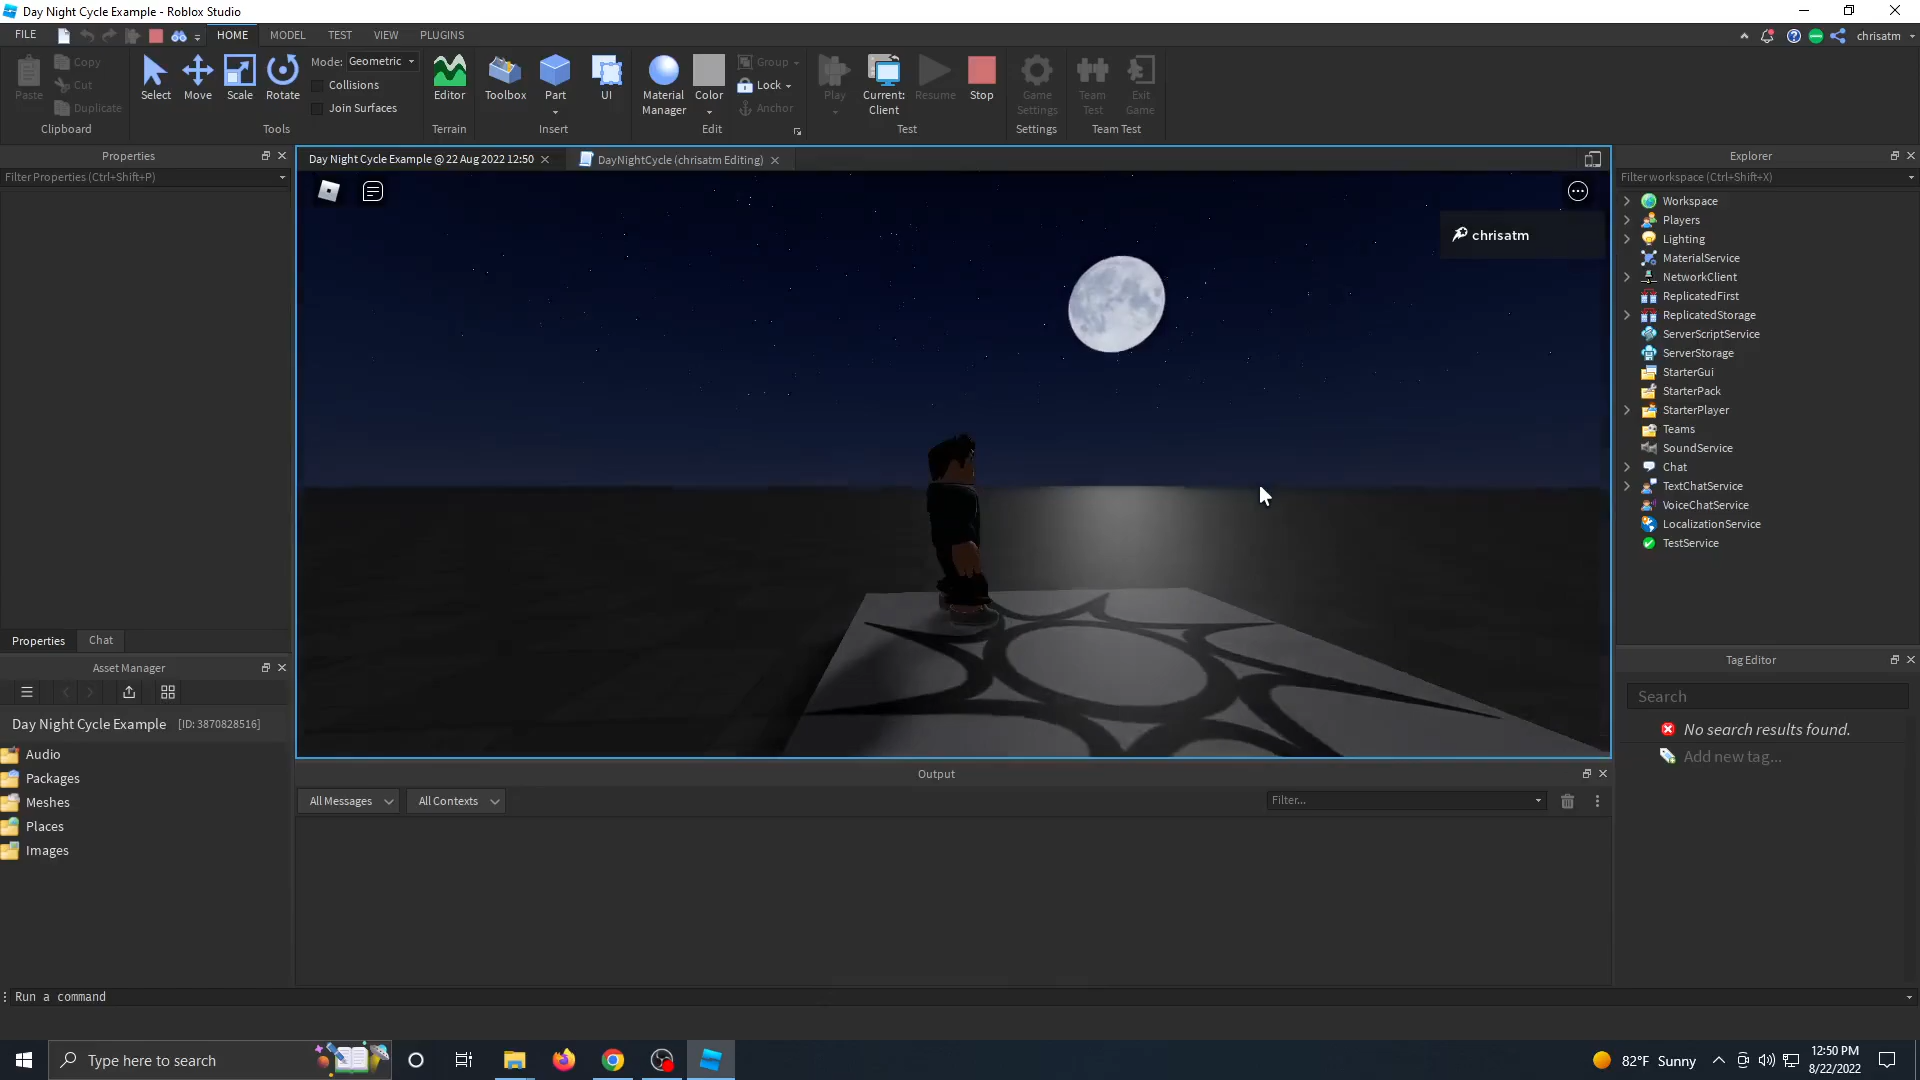 Day Night Cycle Example - Roblox Studio
FILE
HOME
MODEL
TEST
VIEW
PLUGINS
chrisatm
Paste
Copy
Cut
Duplicate
Clipboard
Select
Move
Scale
Rotate
Mode: Geometric
Collisions
Join Surfaces
Tools
Editor
Terrain
Toolbox
Part
UI
Insert
Material Manager
Color
Group
Lock
Anchor
Edit
Play
Current: Client
Resume
Stop
Test
Game Settings
Settings
Team Test
Exit Game
Team Test
Properties
Filter Properties (Ctrl+Shift+P)
Properties
Chat
Asset Manager
Day Night Cycle Example [ID: 3870828516]
Audio
Packages
Meshes
Places
Images
Day Night Cycle Example @ 22 Aug 2022 12:50
DayNightCycle (chrisatm Editing)
chrisatm
Output
All Messages
All Contexts
Filter...
Explorer
Filter workspace (Ctrl+Shift+X)
Workspace
Players
Lighting
MaterialService
NetworkClient
ReplicatedFirst
ReplicatedStorage
ServerScriptService
ServerStorage
StarterGui
StarterPack
StarterPlayer
Teams
SoundService
Chat
TextChatService
VoiceChatService
LocalizationService
TestService
Tag Editor
Search
No search results found.
Add new tag...
Run a command
Type here to search
82°F Sunny
12:50 PM
8/22/2022